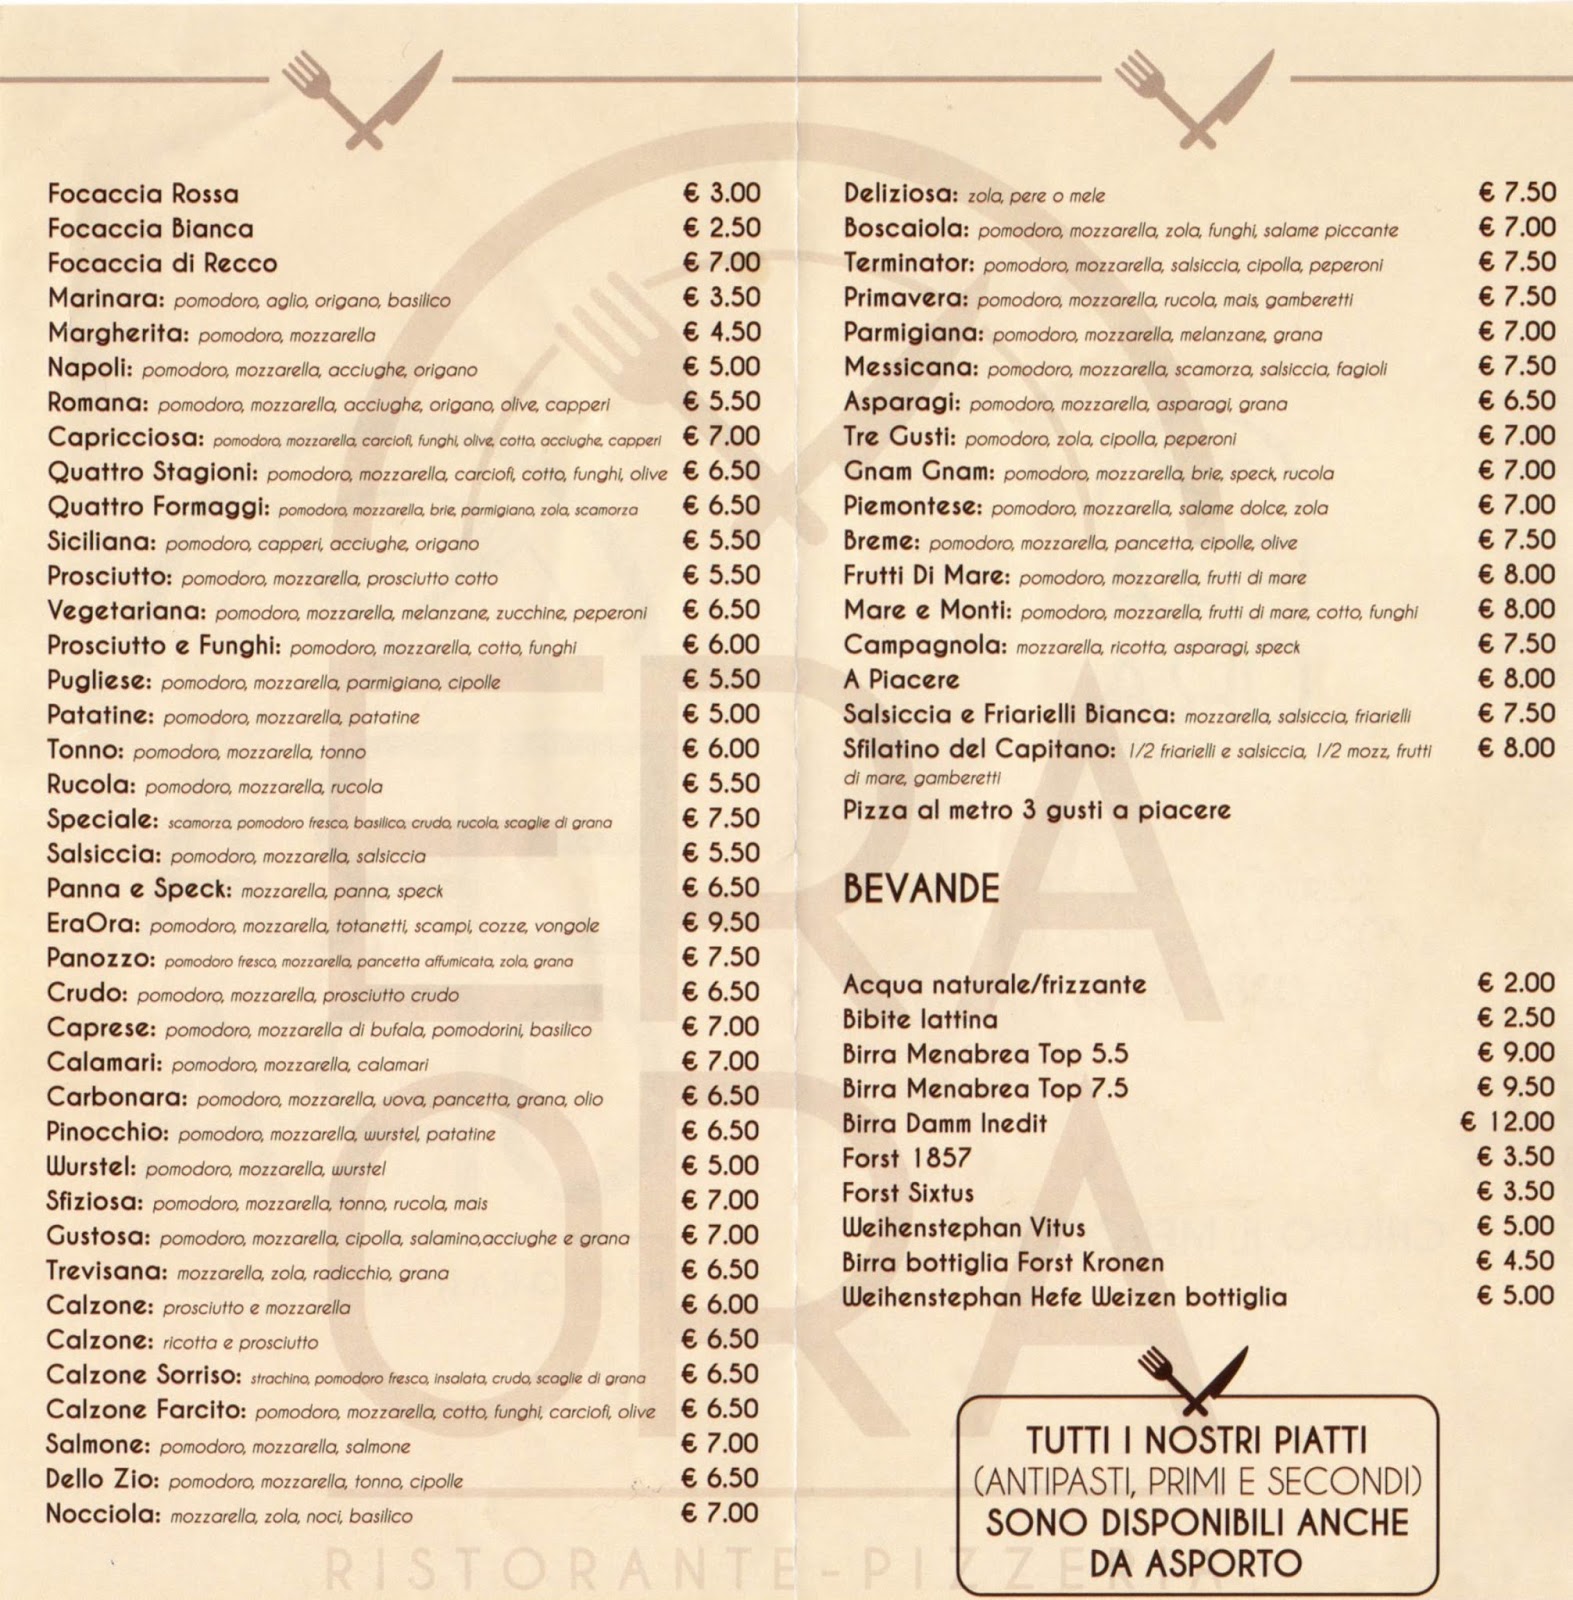 Focaccia Rossa € 3.00
Focaccia Bianca € 2.50
Focaccia di Recco € 7.00
Marinara: pomodoro, aglio, origano, basilico € 3.50
Margherita: pomodoro, mozzarella € 4.50
Napoli: pomodoro, mozzarella, acciughe, origano € 5.00
Romana: pomodoro, mozzarella, acciughe, origano, olive, capperi € 5.50
Capricciosa: pomodoro, mozzarella, carciofi, funghi, olive, cotto, acciughe, capperi € 7.00
Quattro Stagioni: pomodoro, mozzarella, carciofi, cotto, funghi, olive € 6.50
Quattro Formaggi: pomodoro, mozzarella, brie, parmigiano, zola, scamorza € 6.50
Siciliana: pomodoro, capperi, acciughe, origano € 5.50
Prosciutto: pomodoro, mozzarella, prosciutto cotto € 5.50
Vegetariana: pomodoro, mozzarella, melanzane, zucchine, peperoni € 6.50
Prosciutto e Funghi: pomodoro, mozzarella, cotto, funghi € 6.00
Pugliese: pomodoro, mozzarella, parmigiano, cipolle € 5.50
Patatine: pomodoro, mozzarella, patatine € 5.00
Tonno: pomodoro, mozzarella, tonno € 6.00
Rucola: pomodoro, mozzarella, rucola € 5.50
Speciale: scamorza, pomodoro fresco, basilico, crudo, rucola, scaglie di grana € 7.50
Salsiccia: pomodoro, mozzarella, salsiccia € 5.50
Panna e Speck: mozzarella, panna, speck € 6.50
EraOra: pomodoro, mozzarella, totanetti, scampi, cozze, vongole € 9.50
Panozzo: pomodoro fresco, mozzarella, pancetta affumicata, zola, grana € 7.50
Crudo: pomodoro, mozzarella, prosciutto crudo € 6.50
Caprese: pomodoro, mozzarella di bufala, pomodorini, basilico € 7.00
Calamari: pomodoro, mozzarella, calamari € 7.00
Carbonara: pomodoro, mozzarella, uova, pancetta, grana, olio € 6.50
Pinocchio: pomodoro, mozzarella, wurstel, patatine € 6.50
Wurstel: pomodoro, mozzarella, wurstel € 5.00
Sfiziosa: pomodoro, mozzarella, tonno, rucola, mais € 7.00
Gustosa: pomodoro, mozzarella, cipolla, salamino,acciughe e grana € 7.00
Trevisana: mozzarella, zola, radicchio, grana € 6.50
Calzone: prosciutto e mozzarella € 6.00
Calzone: ricotta e prosciutto € 6.50
Calzone Sorriso: strachino, pomodoro fresco, insalata, crudo, scaglie di grana € 6.50
Calzone Farcito: pomodoro, mozzarella, cotto, funghi, carciofi, olive € 6.50
Salmone: pomodoro, mozzarella, salmone € 7.00
Dello Zio: pomodoro, mozzarella, tonno, cipolle € 6.50
Nocciola: mozzarella, zola, noci, basilico € 7.00
Deliziosa: zola, pere o mele € 7.50
Boscaiola: pomodoro, mozzarella, zola, funghi, salame piccante € 7.00
Terminator: pomodoro, mozzarella, salsiccia, cipolla, peperoni € 7.50
Primavera: pomodoro, mozzarella, rucola, mais, gamberetti € 7.50
Parmigiana: pomodoro, mozzarella, melanzane, grana € 7.00
Messicana: pomodoro, mozzarella, scamorza, salsiccia, fagioli € 7.50
Asparagi: pomodoro, mozzarella, asparagi, grana € 6.50
Tre Gusti: pomodoro, zola, cipolla, peperoni € 7.00
Gnam Gnam: pomodoro, mozzarella, brie, speck, rucola € 7.00
Piemontese: pomodoro, mozzarella, salame dolce, zola € 7.00
Breme: pomodoro, mozzarella, pancetta, cipolle, olive € 7.50
Frutti Di Mare: pomodoro, mozzarella, frutti di mare € 8.00
Mare e Monti: pomodoro, mozzarella, frutti di mare, cotto, funghi € 8.00
Campagnola: mozzarella, ricotta, asparagi, speck € 7.50
A Piacere € 8.00
Salsiccia e Friarielli Bianca: mozzarella, salsiccia, friarielli € 7.50
Sfilatino del Capitano: 1/2 friarielli e salsiccia, 1/2 mozz, frutti € 8.00
di mare, gamberetti
Pizza al metro 3 gusti a piacere
BEVANDE
Acqua naturale/frizzante € 2.00
Bibite lattina € 2.50
Birra Menabrea Top 5.5 € 9.00
Birra Menabrea Top 7.5 € 9.50
Birra Damm Inedit € 12.00
Forst 1857 € 3.50
Forst Sixtus € 3.50
Weihenstephan Vitus € 5.00
Birra bottiglia Forst Kronen € 4.50
Weihenstephan Hefe Weizen bottiglia € 5.00
TUTTI I NOSTRI PIATTI
(ANTIPASTI, PRIMI E SECONDI)
SONO DISPONIBILI ANCHE
DA ASPORTO
ERA
ORA
RISTORANTE-PIZZERIA